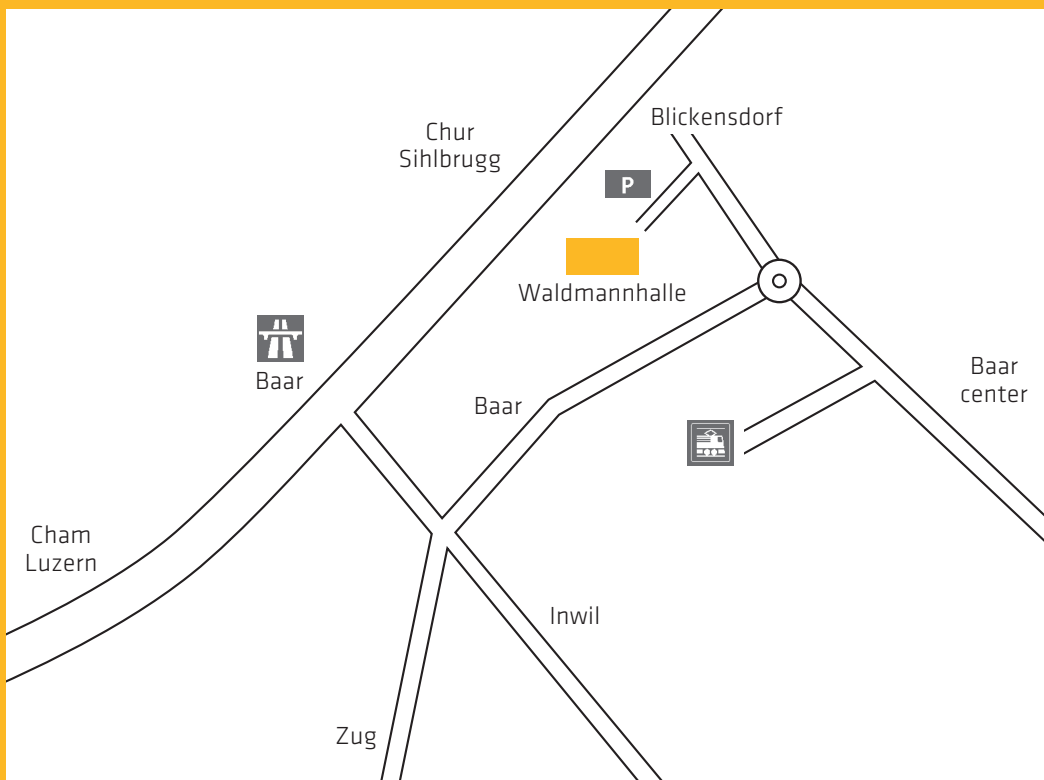 Blickensdorf
Chur
Sihlbrugg
P
Waldmannhalle
Baar
Baar
center
Baar
Cham
Luzern
Inwil
Zug